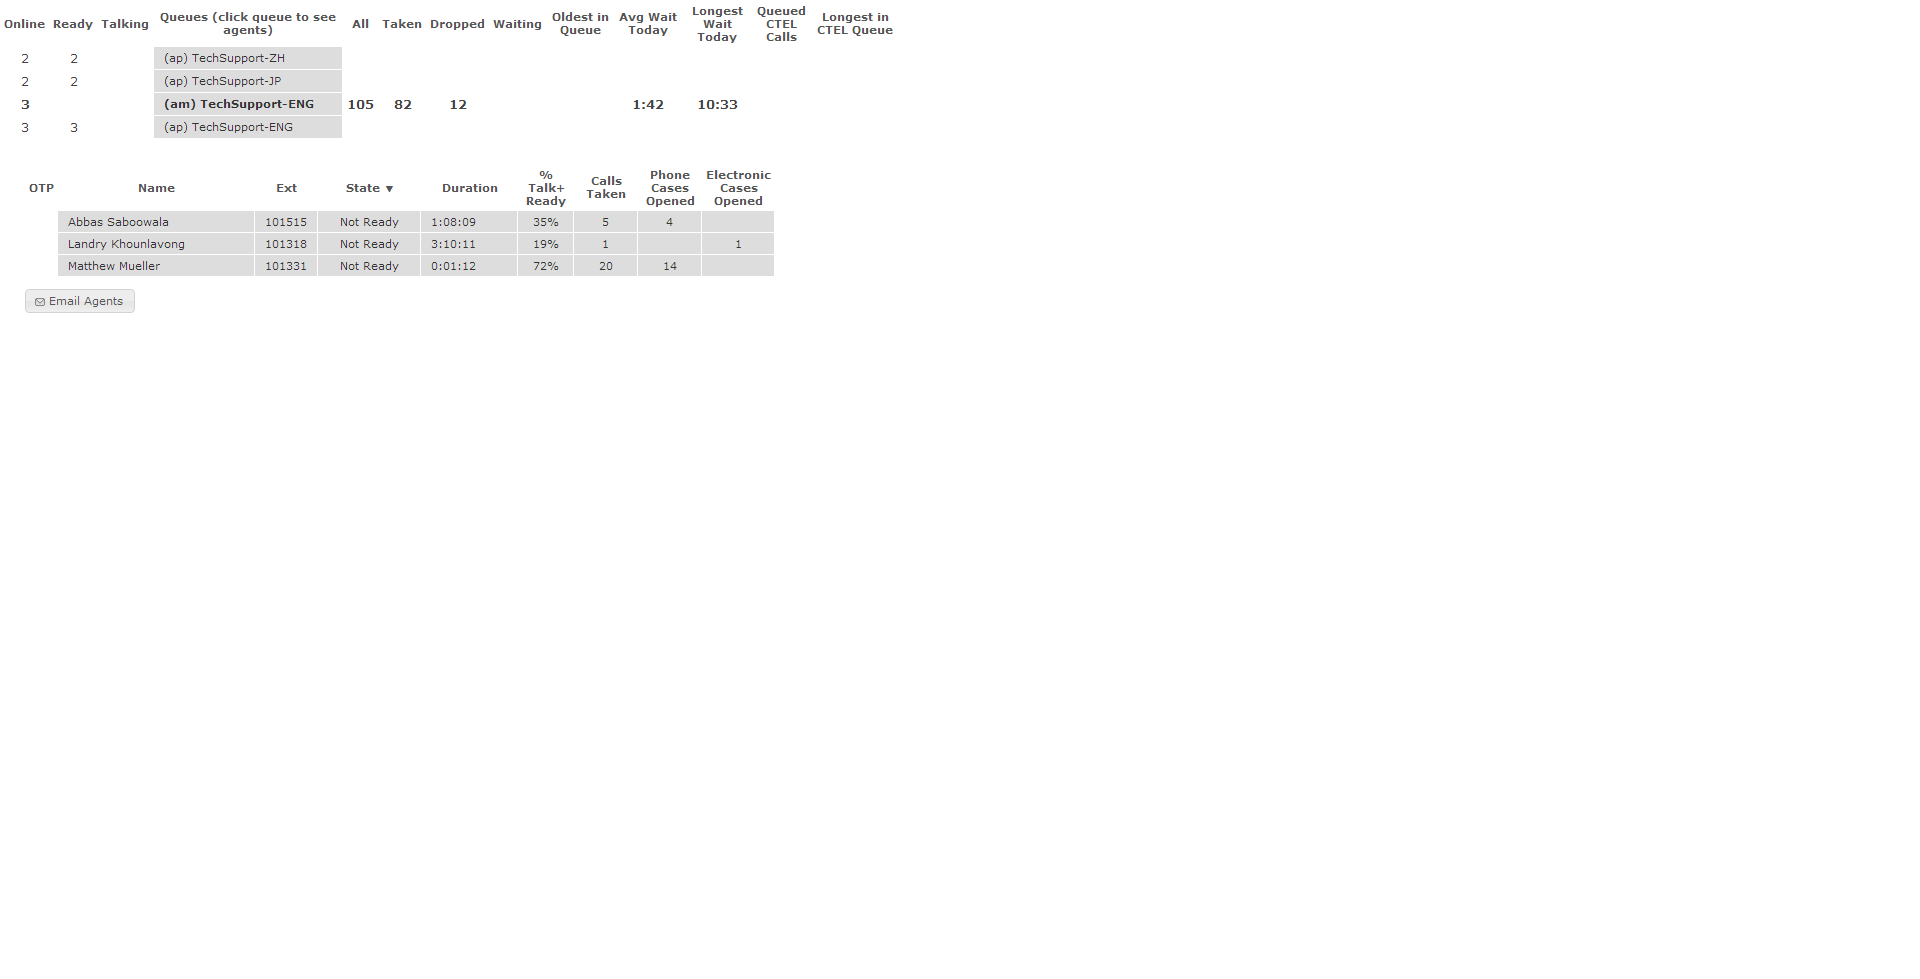 Online Ready Talking Queues (click queue to see agents) All Taken Dropped Waiting Oldest in Queue Avg Wait Today Longest Wait Today Queued CTEL Calls Longest in CTEL Queue
2 2 (ap) TechSupport-ZH
2 2 (ap) TechSupport-JP
3 (am) TechSupport-ENG 105 82 12 1:42 10:33
3 3 (ap) TechSupport-ENG
OTP Name Ext State ▼ Duration % Talk+ Ready Calls Taken Phone Cases Opened Electronic Cases Opened
Abbas Saboowala 101515 Not Ready 1:08:09 35% 5 4
Landry Khounlavong 101318 Not Ready 3:10:11 19% 1 1
Matthew Mueller 101331 Not Ready 0:01:12 72% 20 14
Email Agents